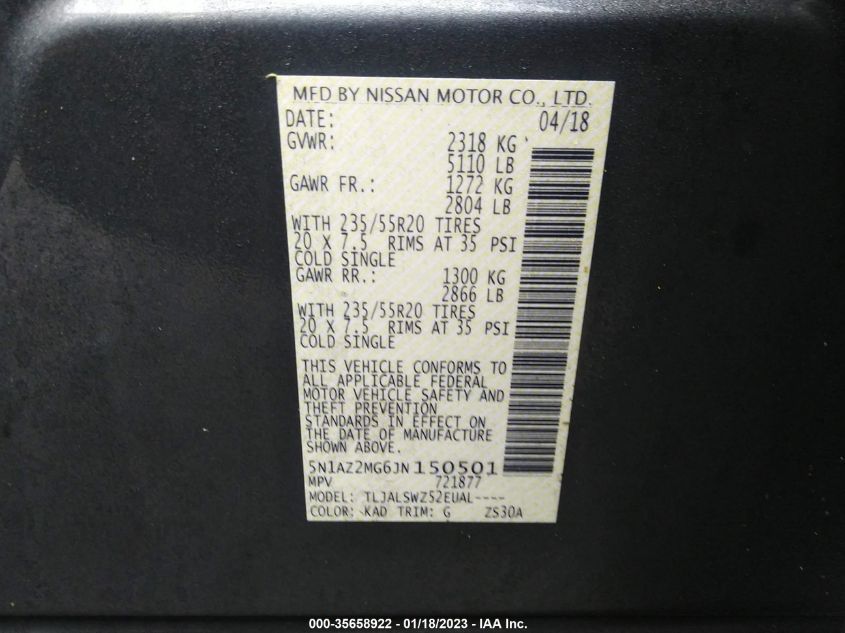 MFD BY NISSAN MOTOR CO., LTD.
DATE: 04/18
GVWR: 2318 KG
5110 LB
GAWR FR.: 1272 KG
2804 LB
WITH 235/55R20 TIRES
20 X 7.5 RIMS AT 35 PSI
COLD SINGLE
GAWR RR.: 1300 KG
2866 LB
WITH 235/55R20 TIRES
20 X 7.5 RIMS AT 35 PSI
COLD SINGLE
THIS VEHICLE CONFORMS TO
ALL APPLICABLE FEDERAL
MOTOR VEHICLE SAFETY AND
THEFT PREVENTION
STANDARDS IN EFFECT ON
THE DATE OF MANUFACTURE
SHOWN ABOVE.
5N1AZ2MG6JN150501
MPV 721877
MODEL: TLJALSWZ52EUAL----
COLOR: KAD TRIM: G ZS30A
000-35658922 - 01/18/2023 - IAA Inc.